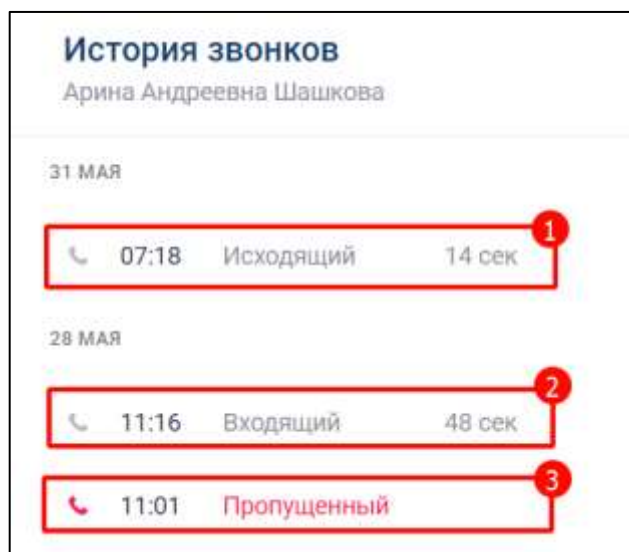 История звонков
Арина Андреевна Шашкова
31 МАЯ
1
07:18 Исходящий 14 сек
28 МАЯ
2
11:16 Входящий 48 сек
3
11:01 Пропущенный